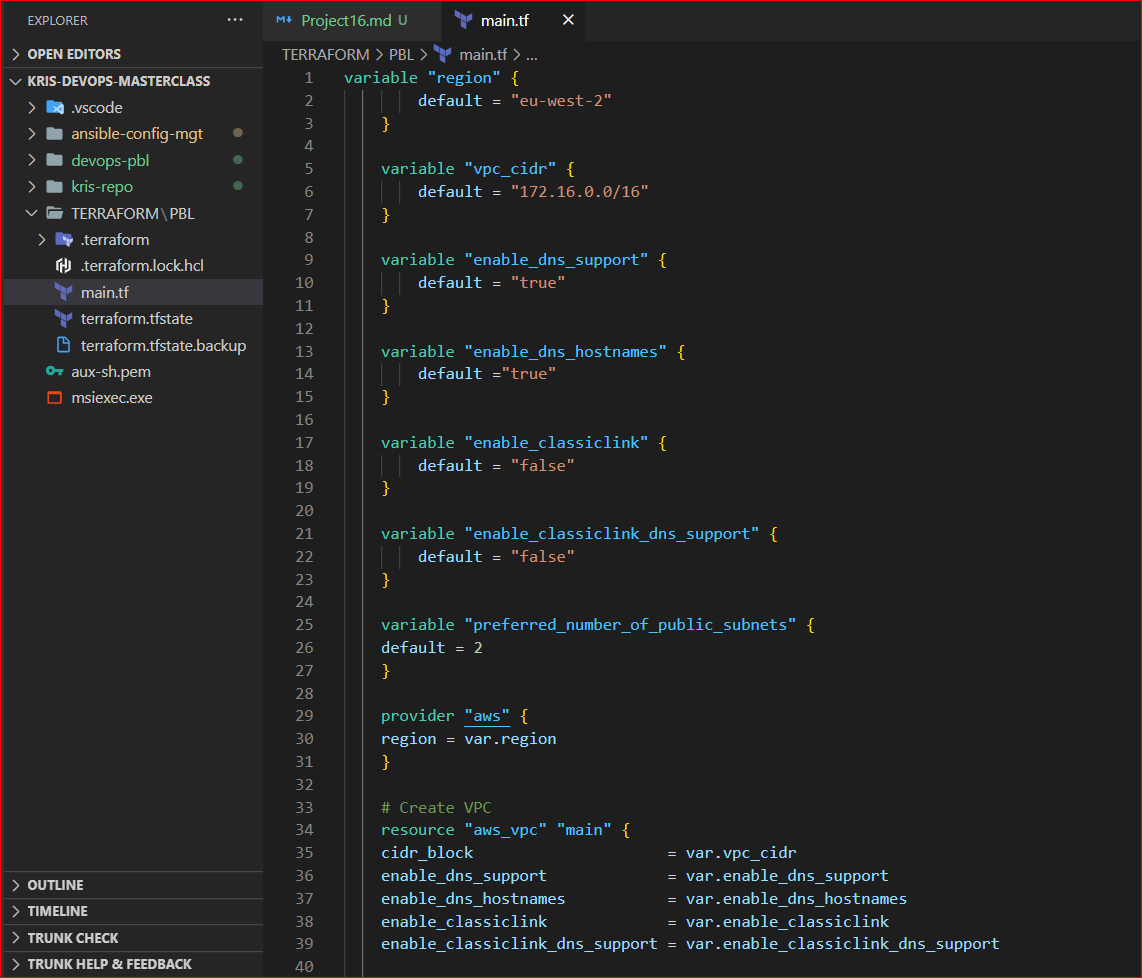 EXPLORER ...
OPEN EDITORS
KRIS-DEVOPS-MASTERCLASS
.vscode
ansible-config-mgt
devops-pbl
kris-repo
TERRAFORM\PBL
.terraform
.terraform.lock.hcl
main.tf
terraform.tfstate
terraform.tfstate.backup
aux-sh.pem
msiexec.exe
OUTLINE
TIMELINE
TRUNK CHECK
TRUNK HELP & FEEDBACK
Project16.md U main.tf
TERRAFORM > PBL > main.tf > ...
1 variable "region" {
2 default = "eu-west-2"
3 }
4
5 variable "vpc_cidr" {
6 default = "172.16.0.0/16"
7 }
8
9 variable "enable_dns_support" {
10 default = "true"
11 }
12
13 variable "enable_dns_hostnames" {
14 default ="true"
15 }
16
17 variable "enable_classiclink" {
18 default = "false"
19 }
20
21 variable "enable_classiclink_dns_support" {
22 default = "false"
23 }
24
25 variable "preferred_number_of_public_subnets" {
26 default = 2
27 }
28
29 provider "aws" {
30 region = var.region
31 }
32
33 # Create VPC
34 resource "aws_vpc" "main" {
35 cidr_block = var.vpc_cidr
36 enable_dns_support = var.enable_dns_support
37 enable_dns_hostnames = var.enable_dns_hostnames
38 enable_classiclink = var.enable_classiclink
39 enable_classiclink_dns_support = var.enable_classiclink_dns_support
40